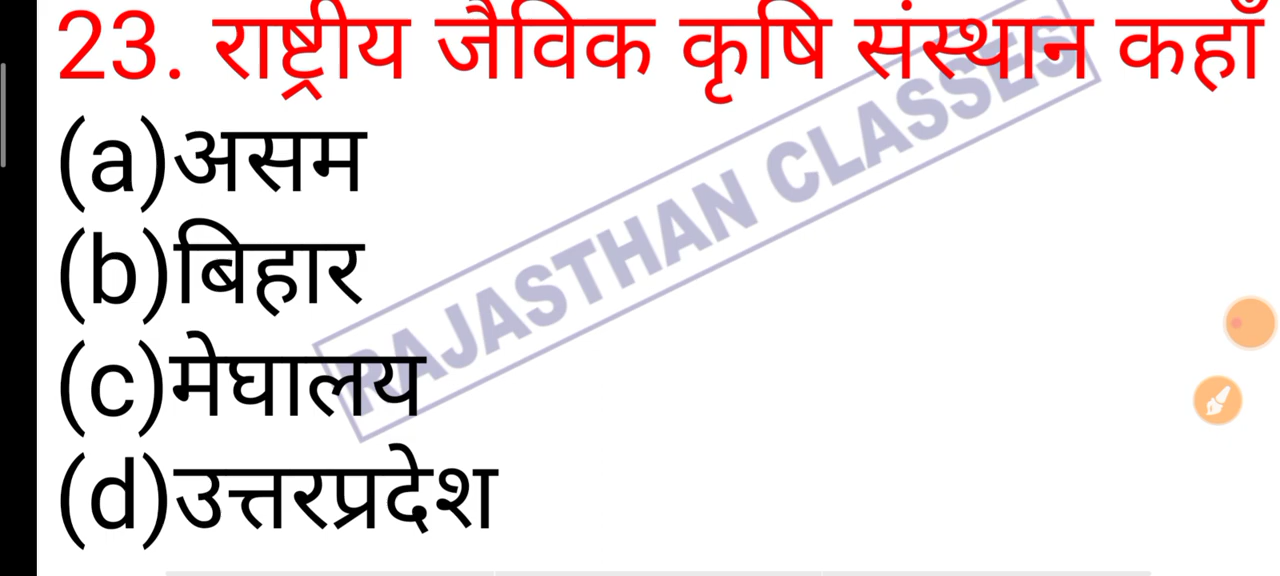 23. राष्ट्रीय जैविक कृषि संस्थान कहाँ
(a)असम
(b)बिहार
(c)मेघालय
(d)उत्तरप्रदेश
RAJASTHAN CLASSES